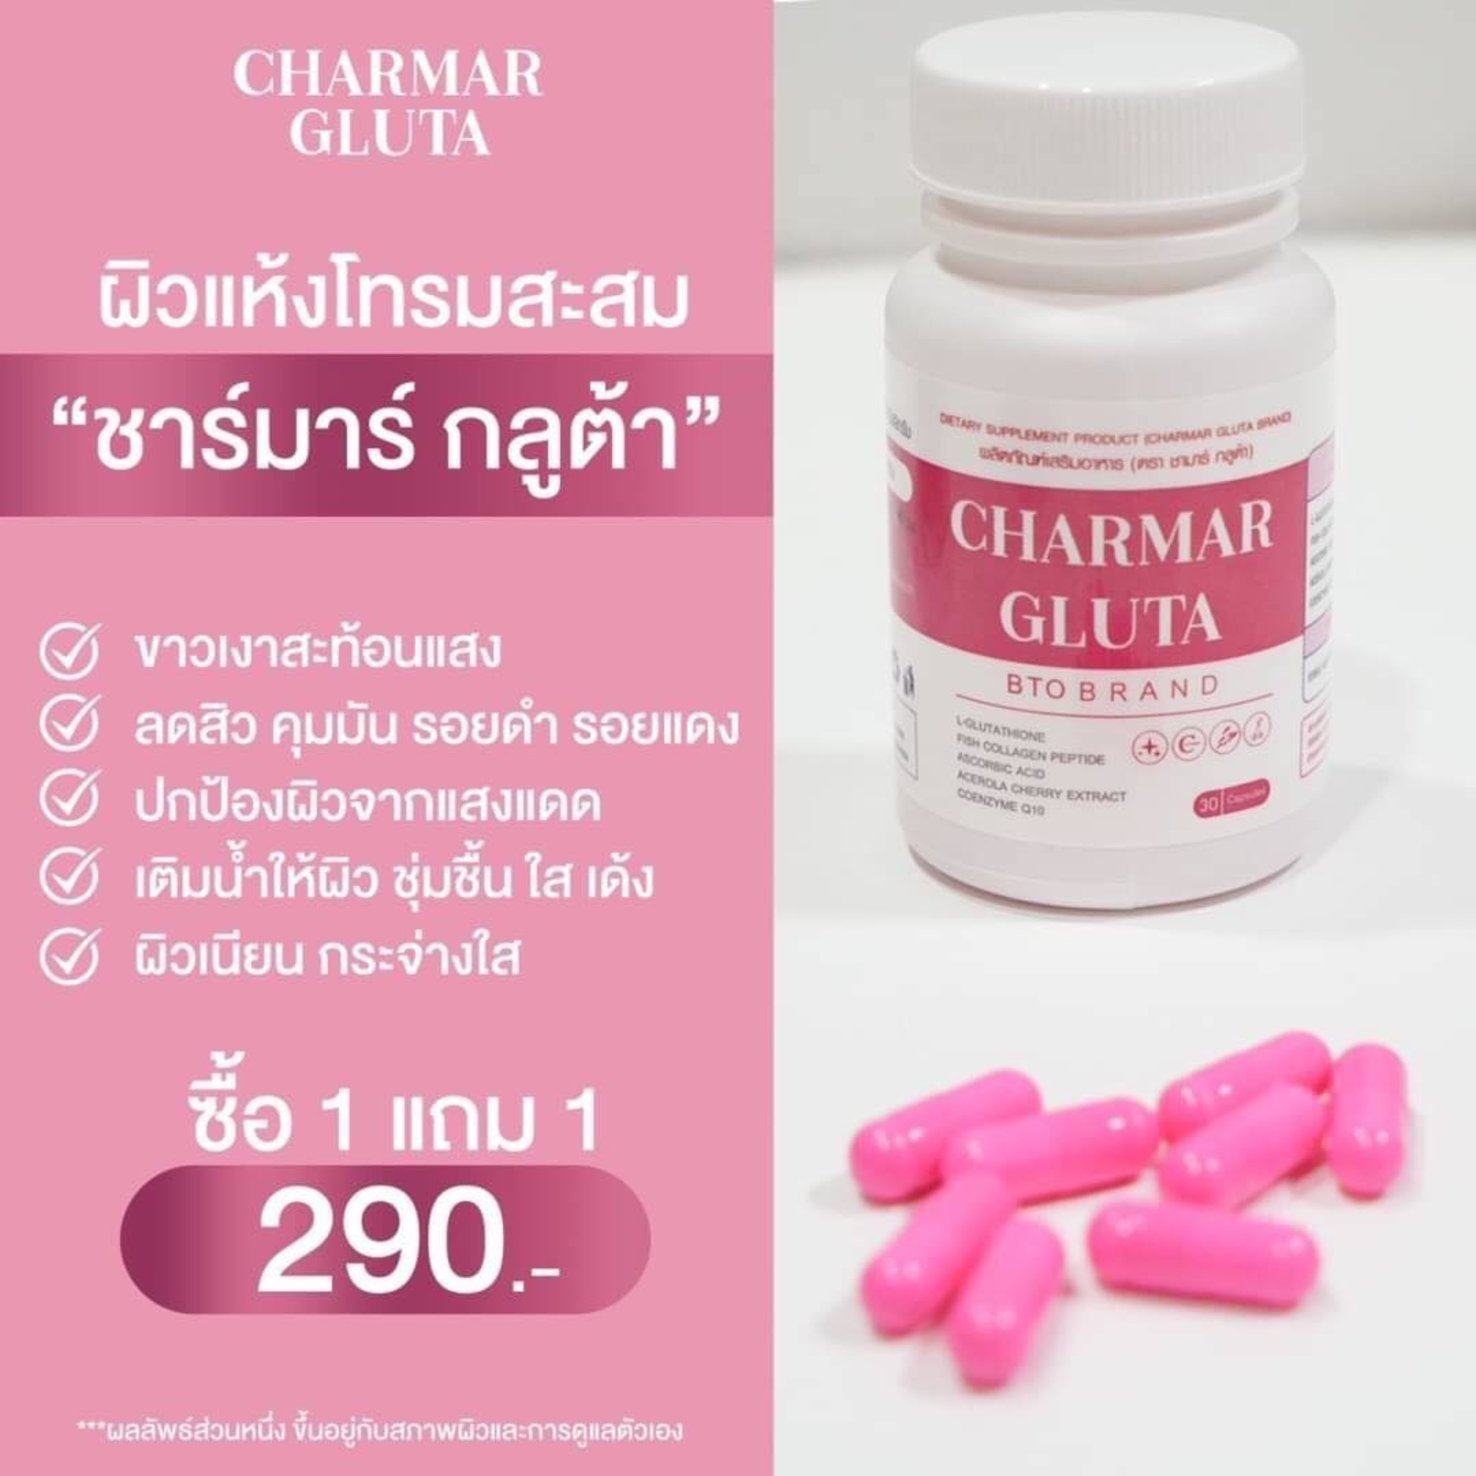 CHARMAR
GLUTA
ผิวแห้งโทรมสะสม
“ชาร์มาร์ กลูต้า”
ขาวเงาสะท้อนแสง
ลดสิว คุมมัน รอยดำ รอยแดง
ปกป้องผิวจากแสงแดด
เติมน้ำให้ผิว ชุ่มชื้น ใส เด้ง
ผิวเนียน กระจ่างใส
ซื้อ 1 แถม 1
290.-
***ผลลัพธ์ส่วนหนึ่ง ขึ้นอยู่กับสภาพผิวและการดูแลตัวเอง
DIETARY SUPPLEMENT PRODUCT (CHARMAR GLUTA BRAND)
ผลิตภัณฑ์เสริมอาหาร (ตรา ชามาร์ กลูต้า)
CHARMAR
GLUTA
BTO BRAND
L-GLUTATHIONE
FISH COLLAGEN PEPTIDE
ASCORBIC ACID
ACEROLA CHERRY EXTRACT
COENZYME Q10
30 Capsules